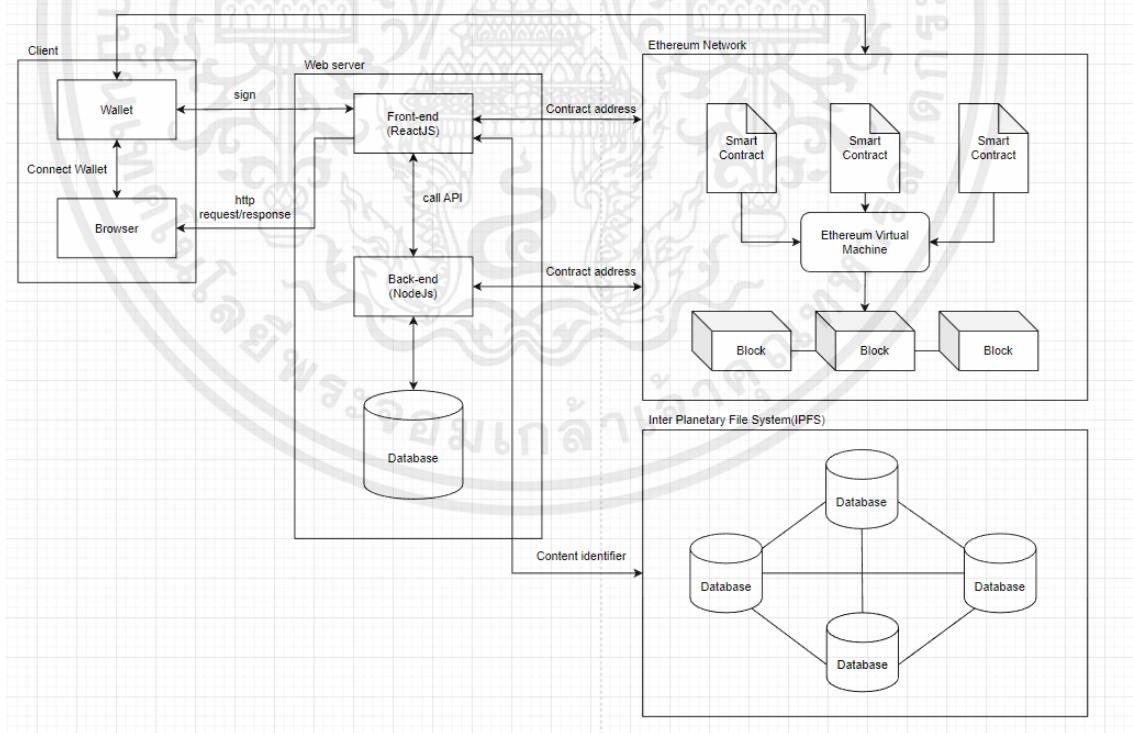 Client
Wallet
Connect Wallet
Browser
sign
http
request/response
Web server
Front-end
(ReactJS)
call API
Back-end
(NodeJs)
Database
Contract address
Contract address
Content identifier
Ethereum Network
Smart
Contract
Smart
Contract
Smart
Contract
Ethereum Virtual
Machine
Block
Block
Block
Inter Planetary File System(IPFS)
Database
Database
Database
Database